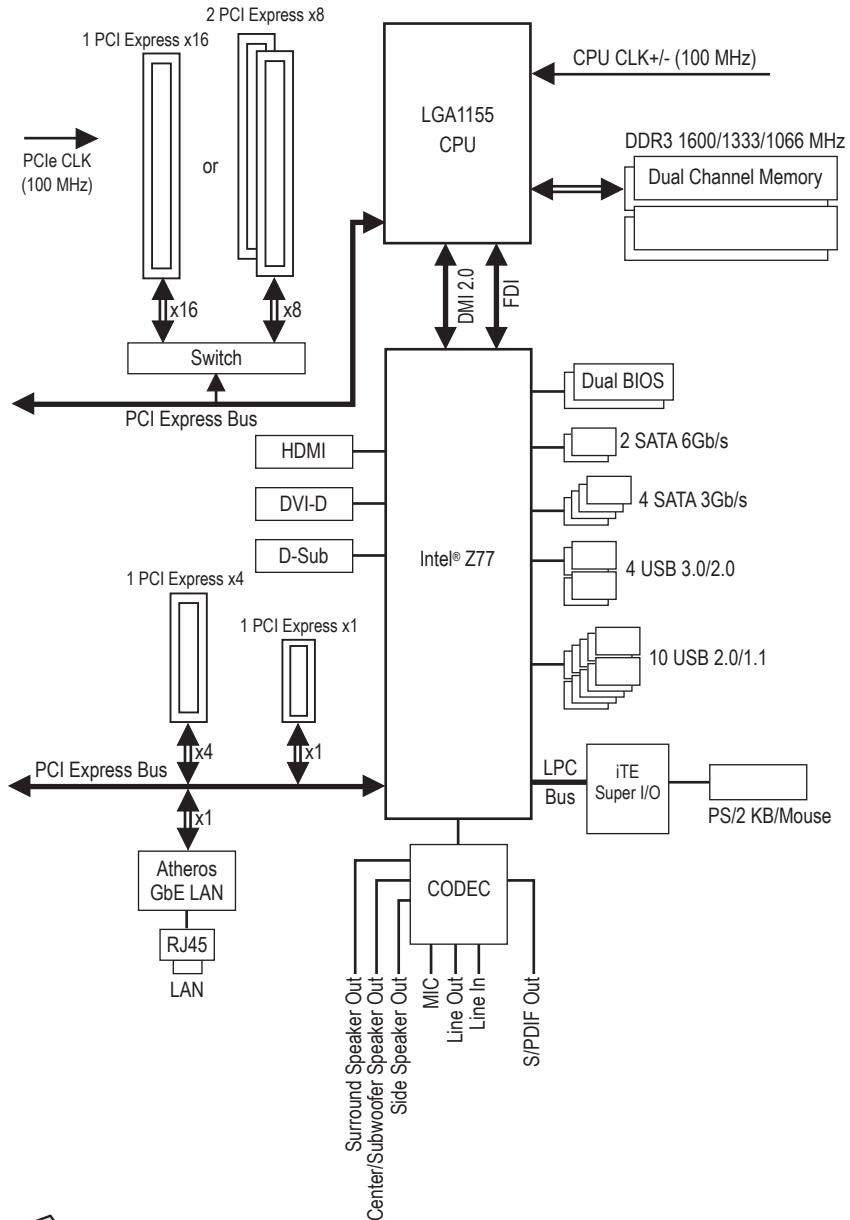 2 PCI Express x8
1 PCI Express x16
CPU CLK+/- (100 MHz)
LGA1155
CPU
DDR3 1600/1333/1066 MHz
Dual Channel Memory
PCIe CLK
(100 MHz)
or
x16
x8
DMI 2.0
FDI
Switch
PCI Express Bus
Dual BIOS
HDMI
2 SATA 6Gb/s
DVI-D
4 SATA 3Gb/s
D-Sub
Intel® Z77
4 USB 3.0/2.0
1 PCI Express x4
1 PCI Express x1
10 USB 2.0/1.1
x4
x1
PCI Express Bus
LPC
Bus
iTE
Super I/O
PS/2 KB/Mouse
x1
Atheros
GbE LAN
CODEC
RJ45
LAN
Surround Speaker Out
Center/Subwoofer Speaker Out
Side Speaker Out
MIC
Line Out
Line In
S/PDIF Out